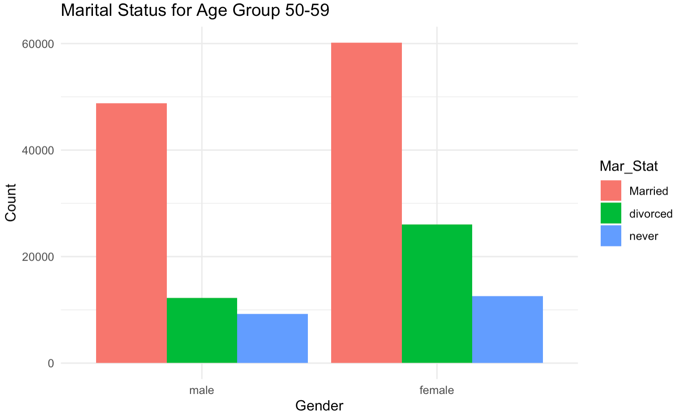 Marital Status for Age Group 50-59
60000
40000
20000
0
Count
male
female
Gender
Mar_Stat
Married
divorced
never